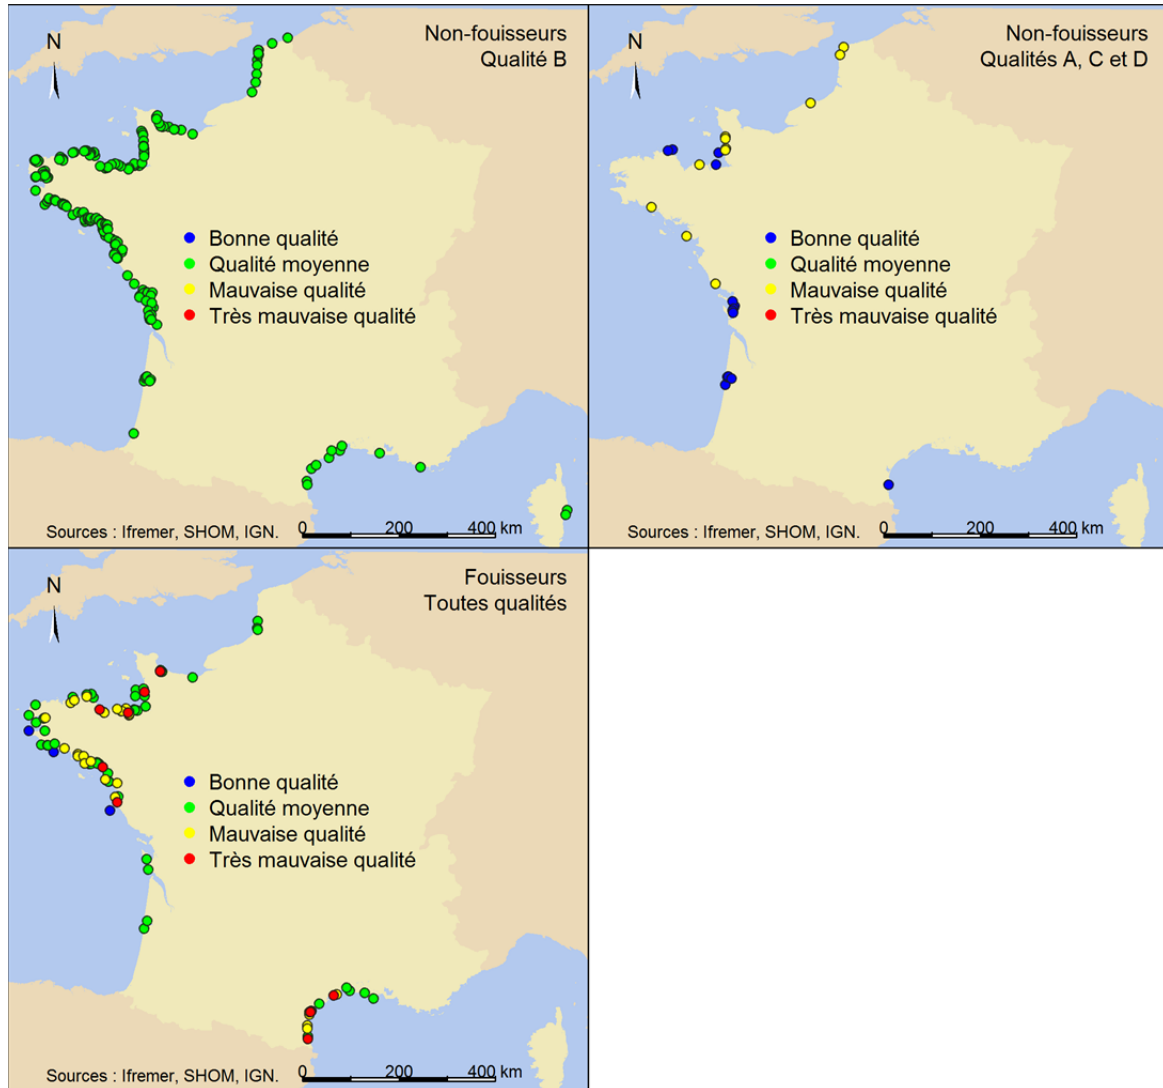 N
Non-fouisseurs
Qualité B
Bonne qualité
Qualité moyenne
Mauvaise qualité
Très mauvaise qualité
Sources : Ifremer, SHOM, IGN.
0 200 400 km
N
Non-fouisseurs
Qualités A, C et D
Bonne qualité
Qualité moyenne
Mauvaise qualité
Très mauvaise qualité
Sources : Ifremer, SHOM, IGN.
0 200 400 km
N
Fouisseurs
Toutes qualités
Bonne qualité
Qualité moyenne
Mauvaise qualité
Très mauvaise qualité
Sources : Ifremer, SHOM, IGN.
0 200 400 km